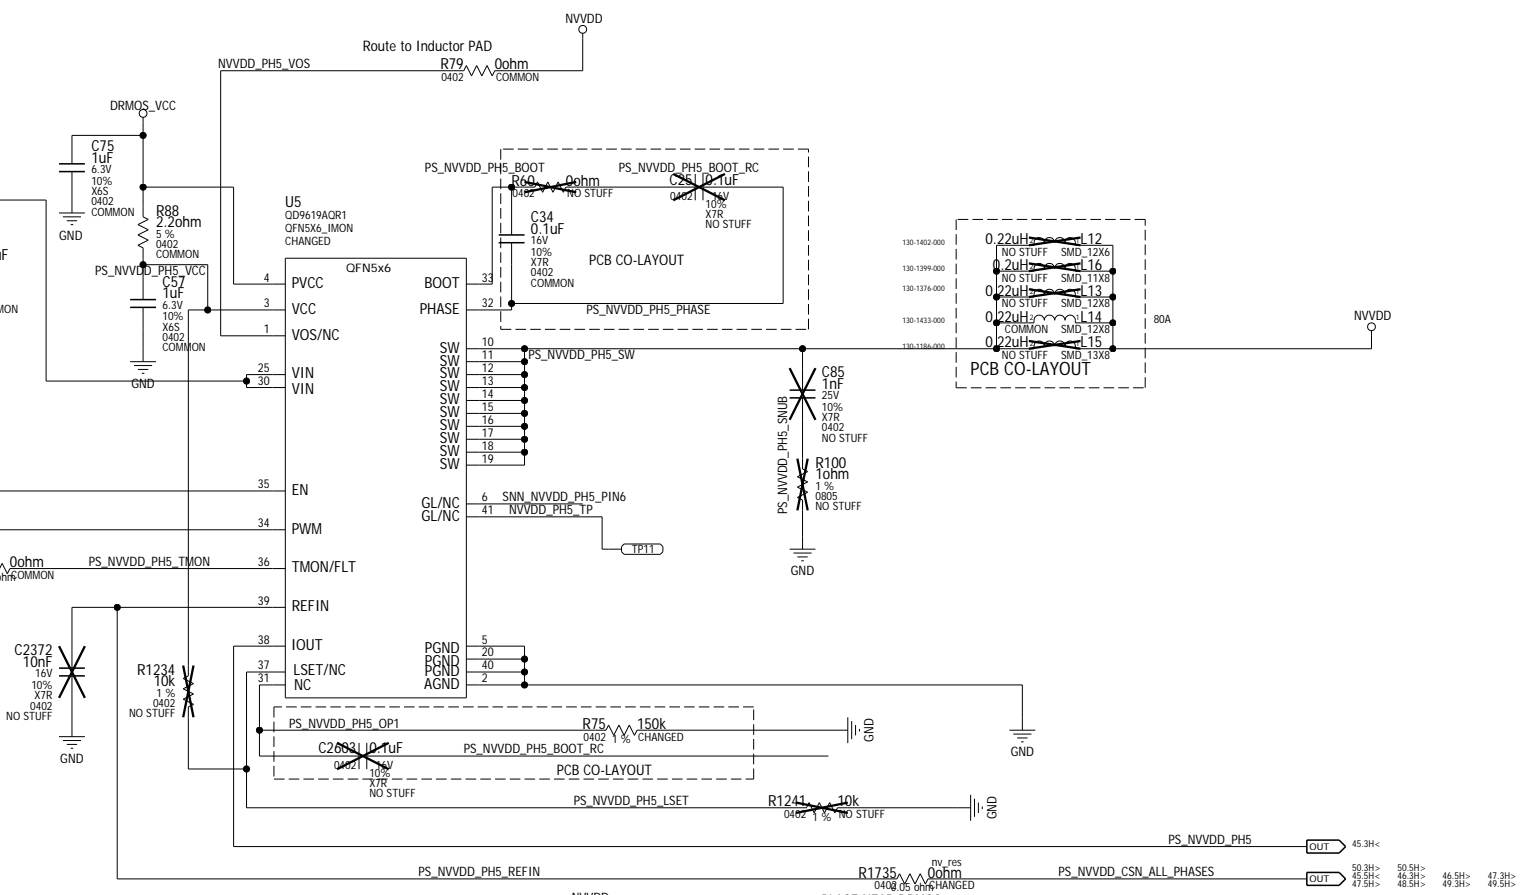 NVVDD
Route to Inductor PAD
NVVDD_PH5_VOS
R79
0ohm
0402
COMMON
DRMOS_VCC
C75
1uF
6.3V
10%
X6S
0402
COMMON
GND
R88
2.2ohm
5 %
0402
COMMON
PS_NVVDD_PH5_VCC
C57
1uF
6.3V
10%
X6S
0402
COMMON
GND
U5
QD9619AQR1
QFN5X6_IMON
CHANGED
QFN5x6
4 PVCC
3 VCC
1 VOS/NC
25 VIN
30 VIN
35 EN
34 PWM
36 TMON/FLT
39 REFIN
38 IOUT
37 LSET/NC
31 NC
BOOT 33
PHASE 32
SW 10
SW 11
SW 12
SW 13
SW 14
SW 15
SW 16
SW 17
SW 18
SW 19
GL/NC 6
GL/NC 41
PGND 5
PGND 20
PGND 40
AGND 2
PS_NVVDD_PH5_BOOT
PS_NVVDD_PH5_BOOT_RC
R60
0ohm
0402
NO STUFF
C251
0.1uF
0402
16V
10%
X7R
NO STUFF
C34
0.1uF
16V
10%
X7R
0402
COMMON
PCB CO-LAYOUT
PS_NVVDD_PH5_PHASE
PS_NVVDD_PH5_SW
130-1402-000
130-1399-000
130-1376-000
130-1433-000
130-1186-000
0.22uH L12
NO STUFF SMD_12X6
0.2uH L16
NO STUFF SMD_11X8
0.22uH L13
NO STUFF SMD_12X8
0.22uH L14
COMMON SMD_12X8
0.22uH L15
NO STUFF SMD_13X8
PCB CO-LAYOUT
80A
NVVDD
C85
1nF
25V
10%
X7R
0402
NO STUFF
PS_NVVDD_PH5_SNUB
R100
1ohm
1 %
0805
NO STUFF
GND
SNN_NVVDD_PH5_PIN6
NVVDD_PH5_TP
TP11
0ohm
COMMON
PS_NVVDD_PH5_TMON
C2372
10nF
16V
10%
X7R
0402
NO STUFF
GND
R1234
10k
1 %
0402
NO STUFF
GND
PS_NVVDD_PH5_OP1
R75
150k
0402 1 % CHANGED
GND
C2603
0.1uF
0402
16V
10%
X7R
NO STUFF
PS_NVVDD_PH5_BOOT_RC
PCB CO-LAYOUT
PS_NVVDD_PH5_LSET
R1241
10k
0402 1 % NO STUFF
GND
PS_NVVDD_PH5
OUT
45.3H<
PS_NVVDD_PH5_REFIN
nv_res
R1735
0ohm
0402 0.05 ohm CHANGED
PS_NVVDD_CSN_ALL_PHASES
OUT
50.3H> 50.5H>
45.5H< 46.3H> 46.5H> 47.3H>
47.5H> 48.5H> 49.3H> 49.5H>